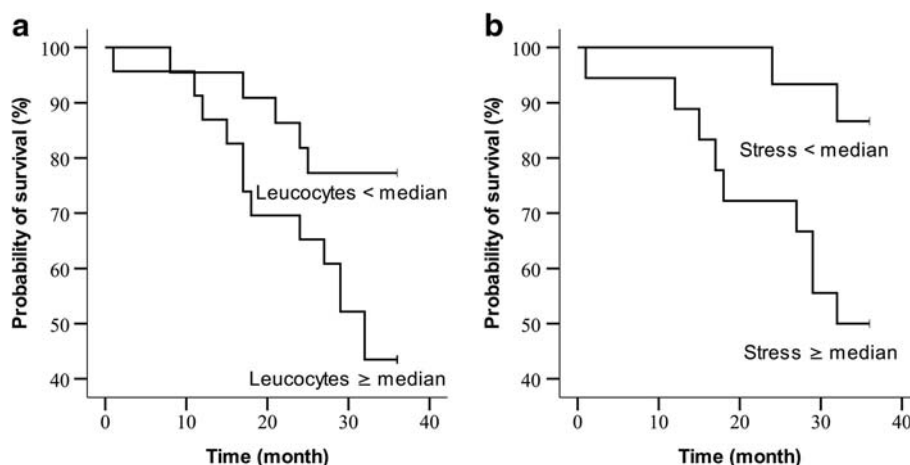 a
Probability of survival (%)
100
90
80
70
60
50
40
Leucocytes < median
Leucocytes ≥ median
0
10
20
30
40
Time (month)
b
Probability of survival (%)
100
90
80
70
60
50
40
Stress < median
Stress ≥ median
0
10
20
30
40
Time (month)